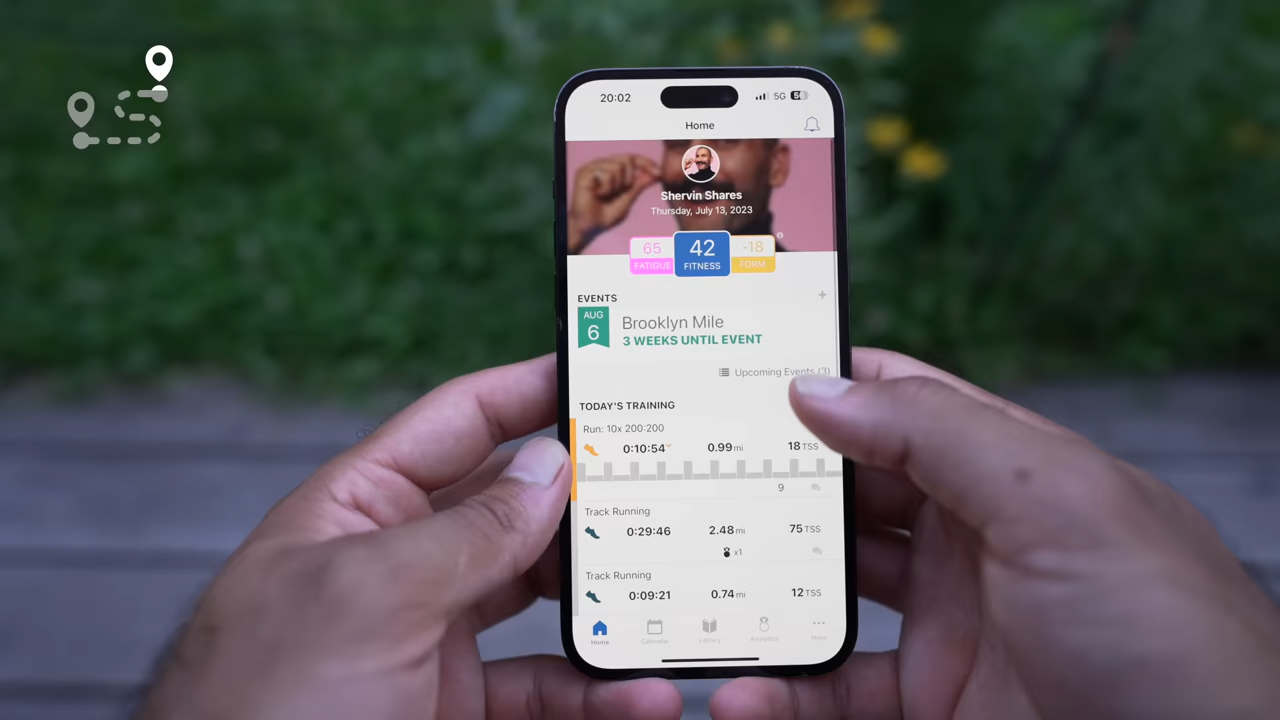 20:02
5G
Home
Shervin Shares
Thursday, July 13, 2023
65
FATIGUE
42
FITNESS
-18
FORM
EVENTS +
AUG
6
Brooklyn Mile
3 WEEKS UNTIL EVENT
Upcoming Events (3)
TODAY'S TRAINING
Run: 10x 200:200
0:10:54 0.99 mi 18 TSS
9
Track Running
0:29:46 2.48 mi 75 TSS
x1
Track Running
0:09:21 0.74 mi 12 TSS
Home Calendar Library Analytics More